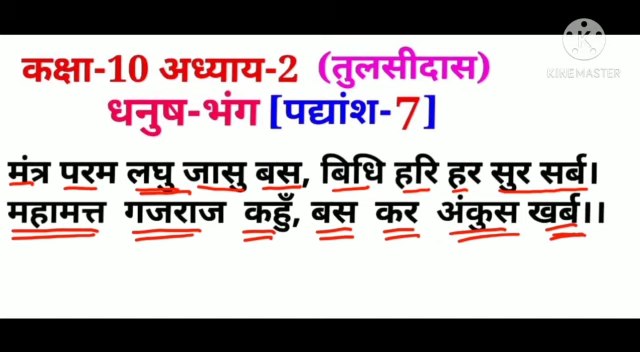 KINEMASTER
कक्षा-10 अध्याय-2 (तुलसीदास)
धनुष-भंग [पद्यांश-7]
मंत्र परम लघु जासु बस, बिधि हरि हर सुर सर्ब।
महामत्त गजराज कहुँ, बस कर अंकुस खर्ब।।